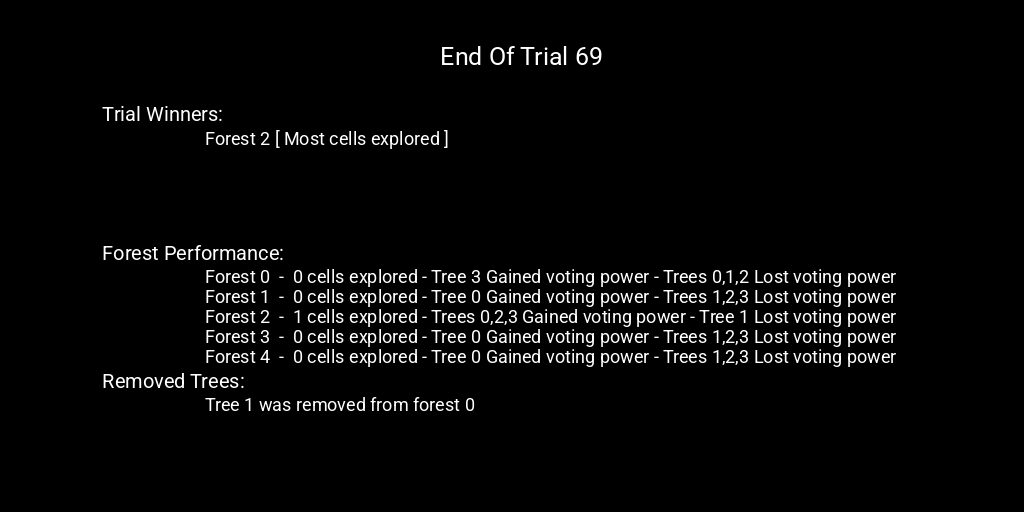 End Of Trial 69
Trial Winners:
Forest 2 [ Most cells explored ]
Forest Performance:
Forest 0 - 0 cells explored - Tree 3 Gained voting power - Trees 0,1,2 Lost voting power
Forest 1 - 0 cells explored - Tree 0 Gained voting power - Trees 1,2,3 Lost voting power
Forest 2 - 1 cells explored - Trees 0,2,3 Gained voting power - Tree 1 Lost voting power
Forest 3 - 0 cells explored - Tree 0 Gained voting power - Trees 1,2,3 Lost voting power
Forest 4 - 0 cells explored - Tree 0 Gained voting power - Trees 1,2,3 Lost voting power
Removed Trees:
Tree 1 was removed from forest 0